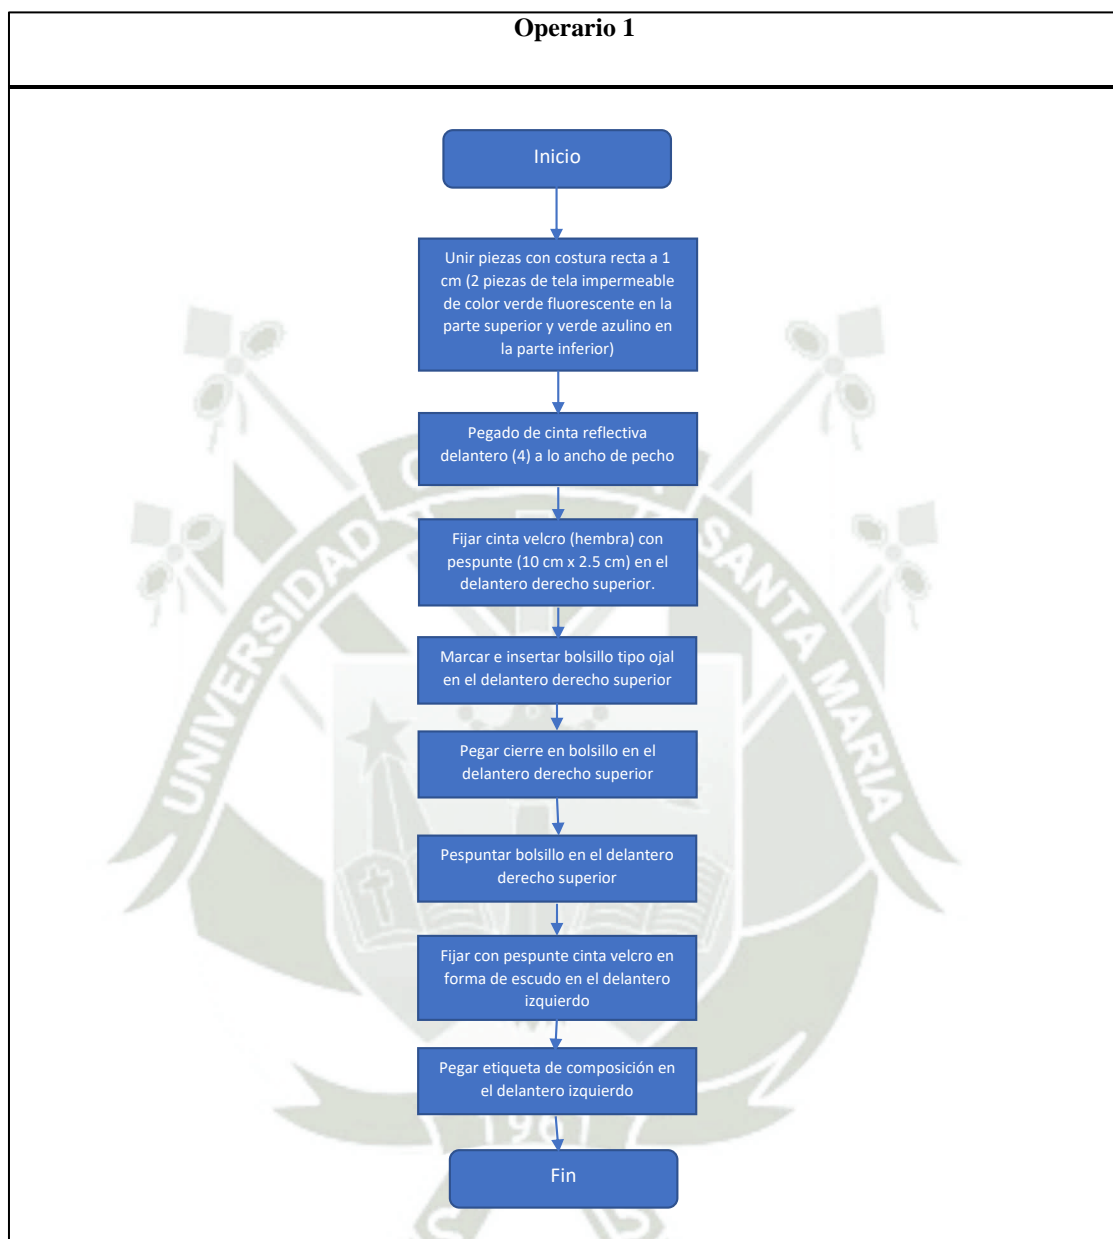 Operario 1
Inicio
Unir piezas con costura recta a 1
cm (2 piezas de tela impermeable
de color verde fluorescente en la
parte superior y verde azulino en
la parte inferior)
Pegado de cinta reflectiva
delantero (4) a lo ancho de pecho
Fijar cinta velcro (hembra) con
pespunte (10 cm x 2.5 cm) en el
delantero derecho superior.
Marcar e insertar bolsillo tipo ojal
en el delantero derecho superior
Pegar cierre en bolsillo en el
delantero derecho superior
Pespuntar bolsillo en el delantero
derecho superior
Fijar con pespunte cinta velcro en
forma de escudo en el delantero
izquierdo
Pegar etiqueta de composición en
el delantero izquierdo
Fin
UNIVERSIDAD
SANTA MARIA